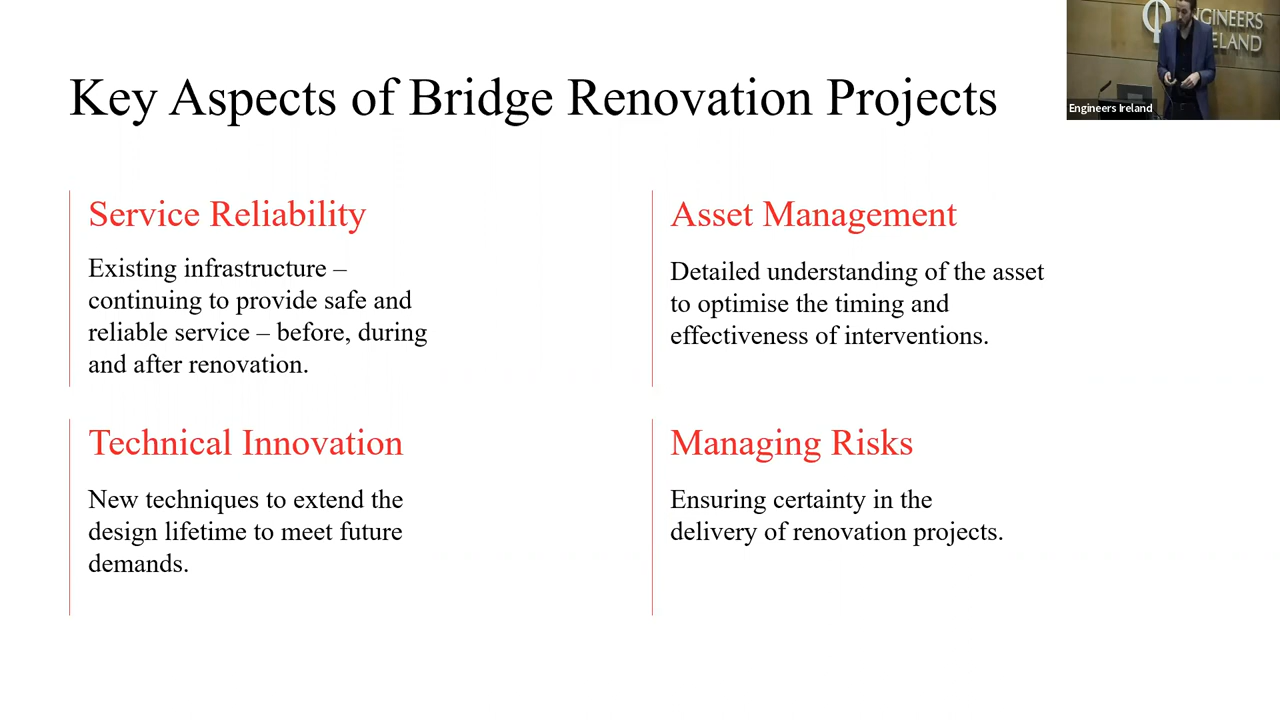 Key Aspects of Bridge Renovation Projects
Service Reliability
Existing infrastructure –
continuing to provide safe and
reliable service – before, during
and after renovation.
Asset Management
Detailed understanding of the asset
to optimise the timing and
effectiveness of interventions.
Technical Innovation
New techniques to extend the
design lifetime to meet future
demands.
Managing Risks
Ensuring certainty in the
delivery of renovation projects.
NGINEERS
ELAND
Engineers Ireland